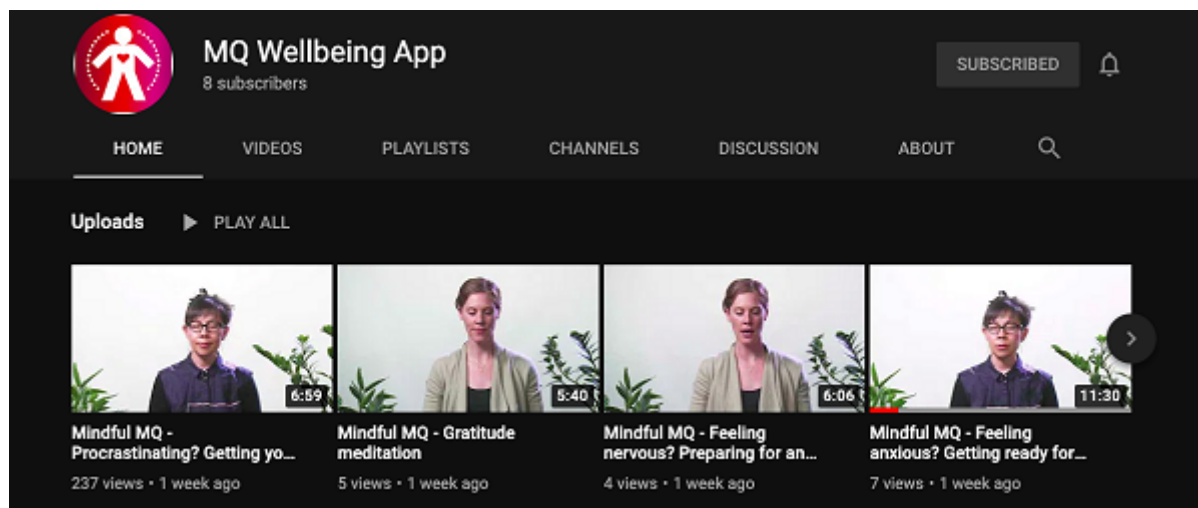 MQ Wellbeing App
8 subscribers
SUBSCRIBED
HOME VIDEOS PLAYLISTS CHANNELS DISCUSSION ABOUT
Uploads PLAY ALL
6:59 5:40 6:06 11:30
Mindful MQ -
Procrastinating? Getting yo...
237 views • 1 week ago
Mindful MQ - Gratitude
meditation
5 views • 1 week ago
Mindful MQ - Feeling
nervous? Preparing for an...
4 views • 1 week ago
Mindful MQ - Feeling
anxious? Getting ready for...
7 views • 1 week ago